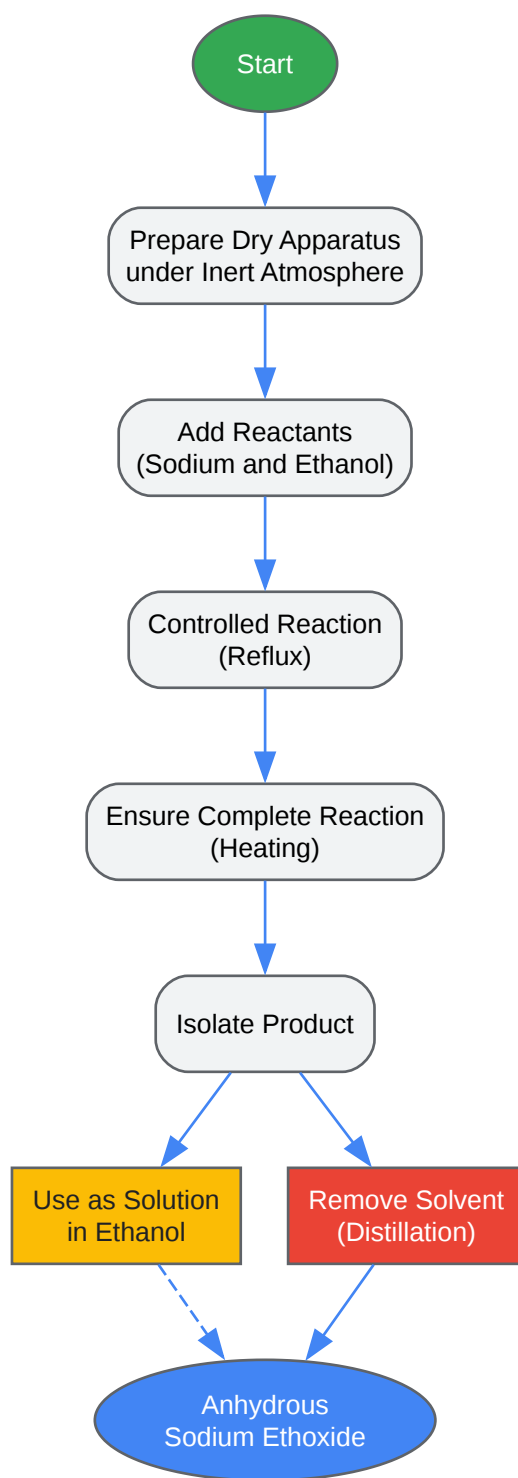 Start
Prepare Dry Apparatus
under Inert Atmosphere
Add Reactants
(Sodium and Ethanol)
Controlled Reaction
(Reflux)
Ensure Complete Reaction
(Heating)
Isolate Product
Use as Solution
in Ethanol
Remove Solvent
(Distillation)
Anhydrous
Sodium Ethoxide